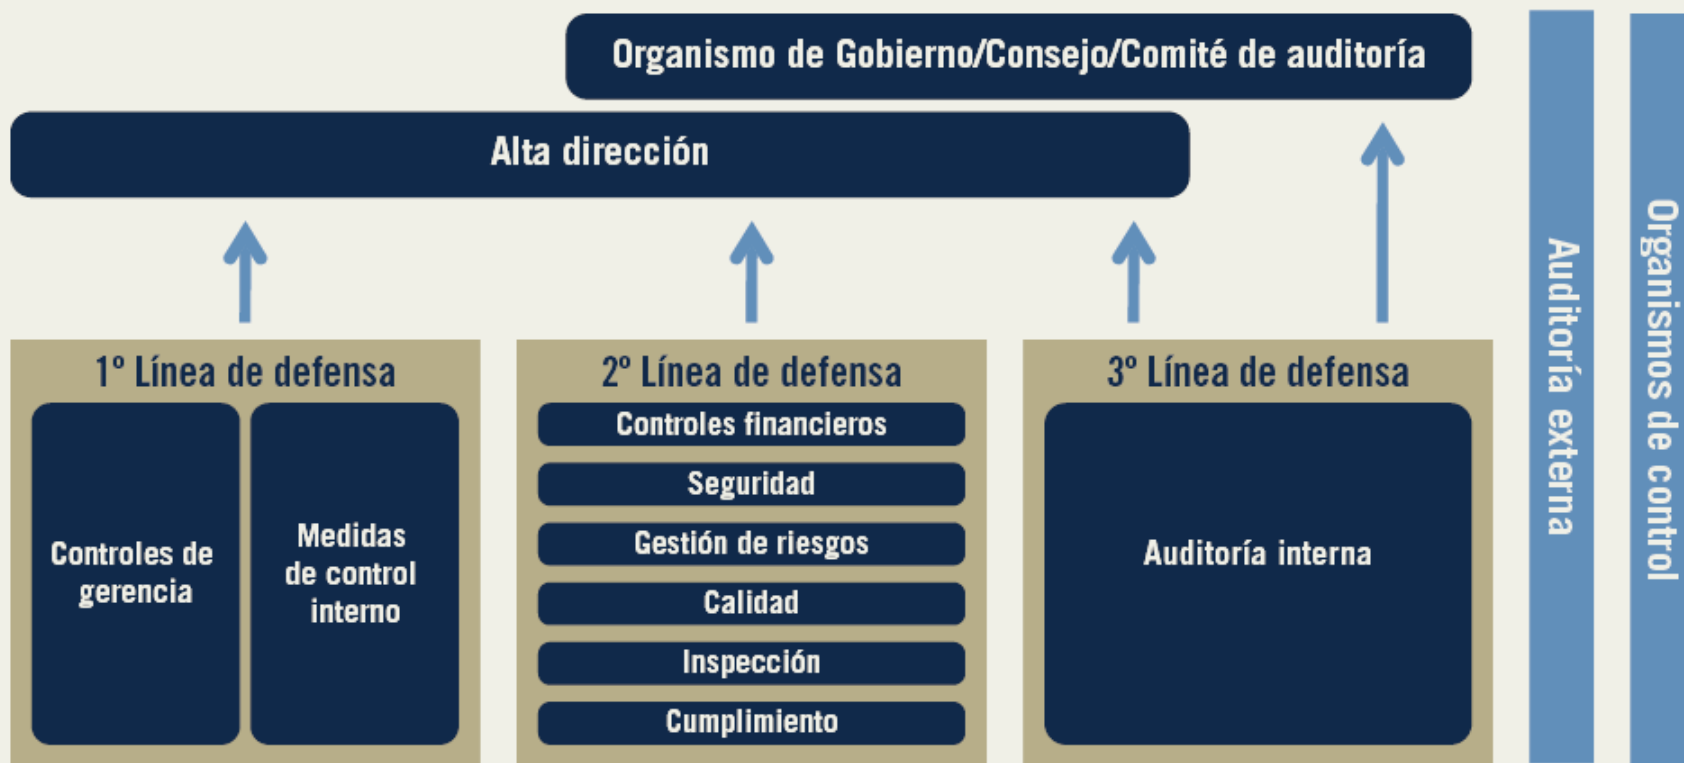 Organismo de Gobierno/Consejo/Comité de auditoría
Alta dirección
1º Línea de defensa
Controles de
gerencia
Medidas
de control
interno
2º Línea de defensa
Controles financieros
Seguridad
Gestión de riesgos
Calidad
Inspección
Cumplimiento
3º Línea de defensa
Auditoría interna
Auditoría externa
Organismos de control